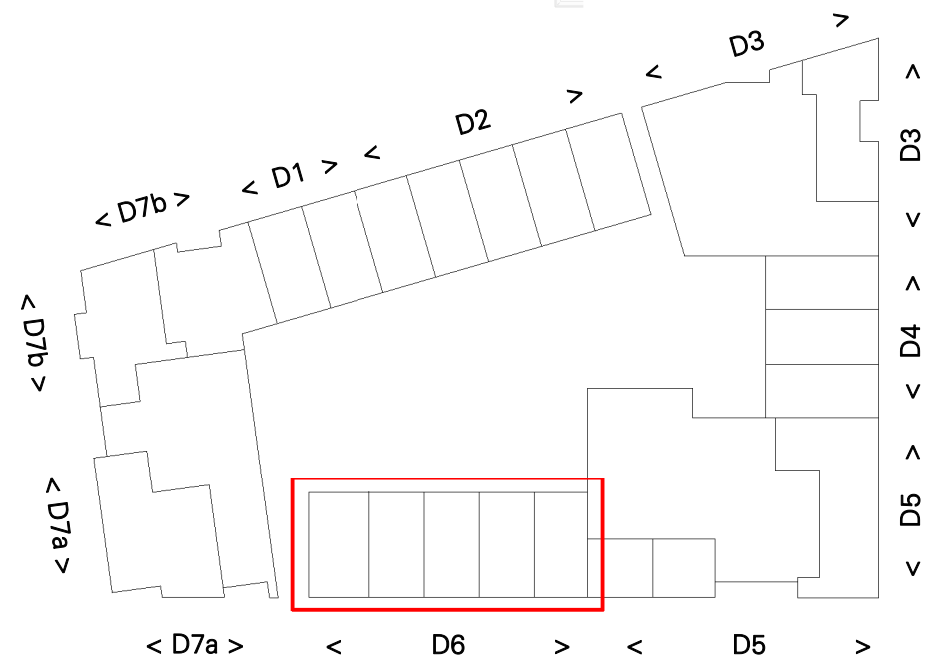 < D3 >
< D2 >
< D1 >
< D7b >
< D3 >
< D7b >
< D4 >
< D5 >
< D7a >
< D7a >
< D6 >
< D5 >